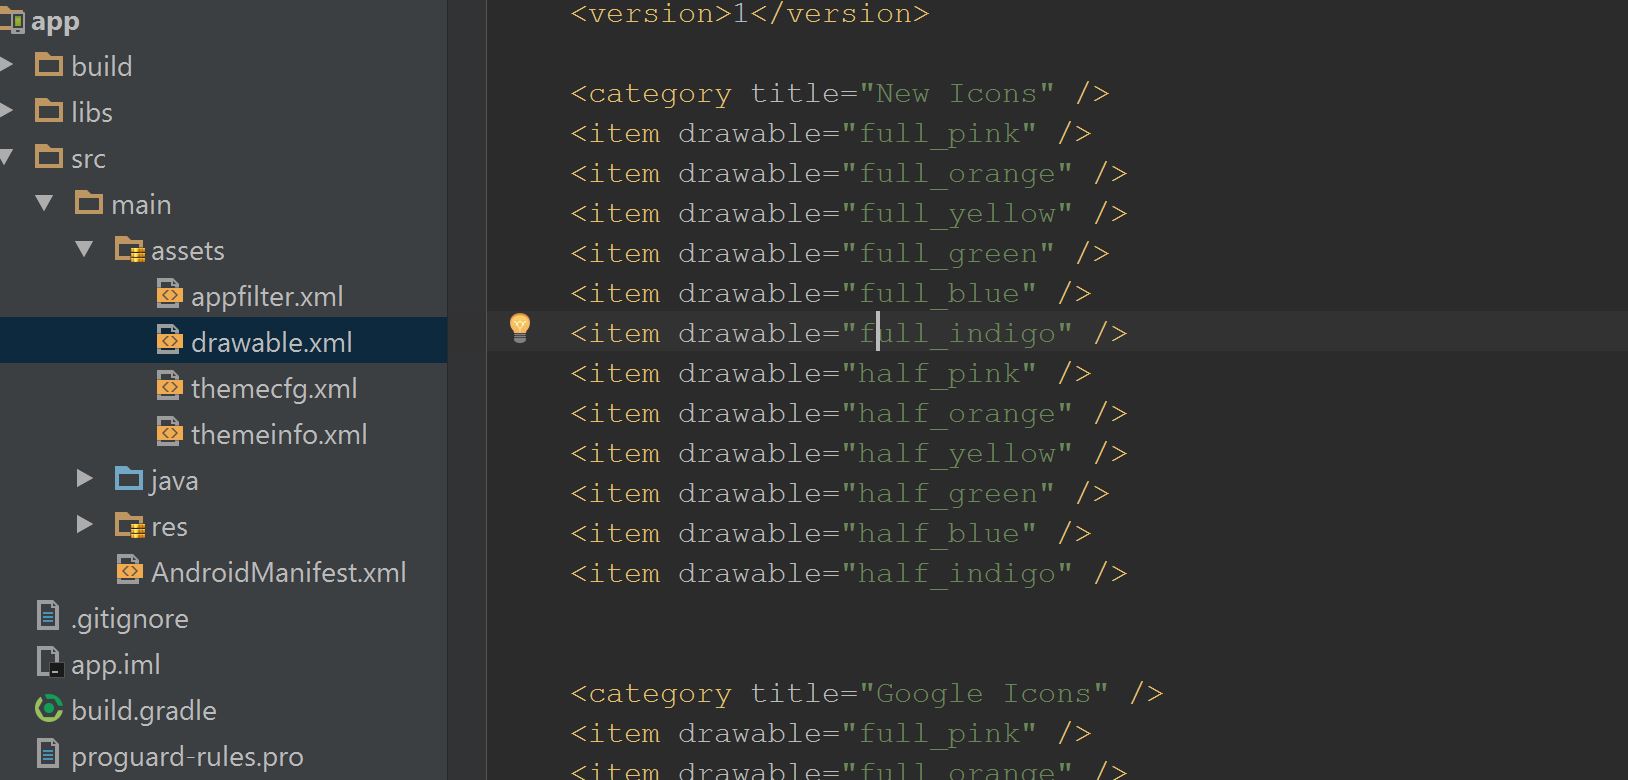 app
build
libs
src
main
assets
appfilter.xml
drawable.xml
themecfg.xml
themeinfo.xml
java
res
AndroidManifest.xml
.gitignore
app.iml
build.gradle
proguard-rules.pro
<version>1</version>
<category title="New Icons" />
<item drawable="full_pink" />
<item drawable="full_orange" />
<item drawable="full_yellow" />
<item drawable="full_green" />
<item drawable="full_blue" />
<item drawable="full_indigo" />
<item drawable="half_pink" />
<item drawable="half_orange" />
<item drawable="half_yellow" />
<item drawable="half_green" />
<item drawable="half_blue" />
<item drawable="half_indigo" />
<category title="Google Icons" />
<item drawable="full_pink" />
<item drawable="full_orange" />